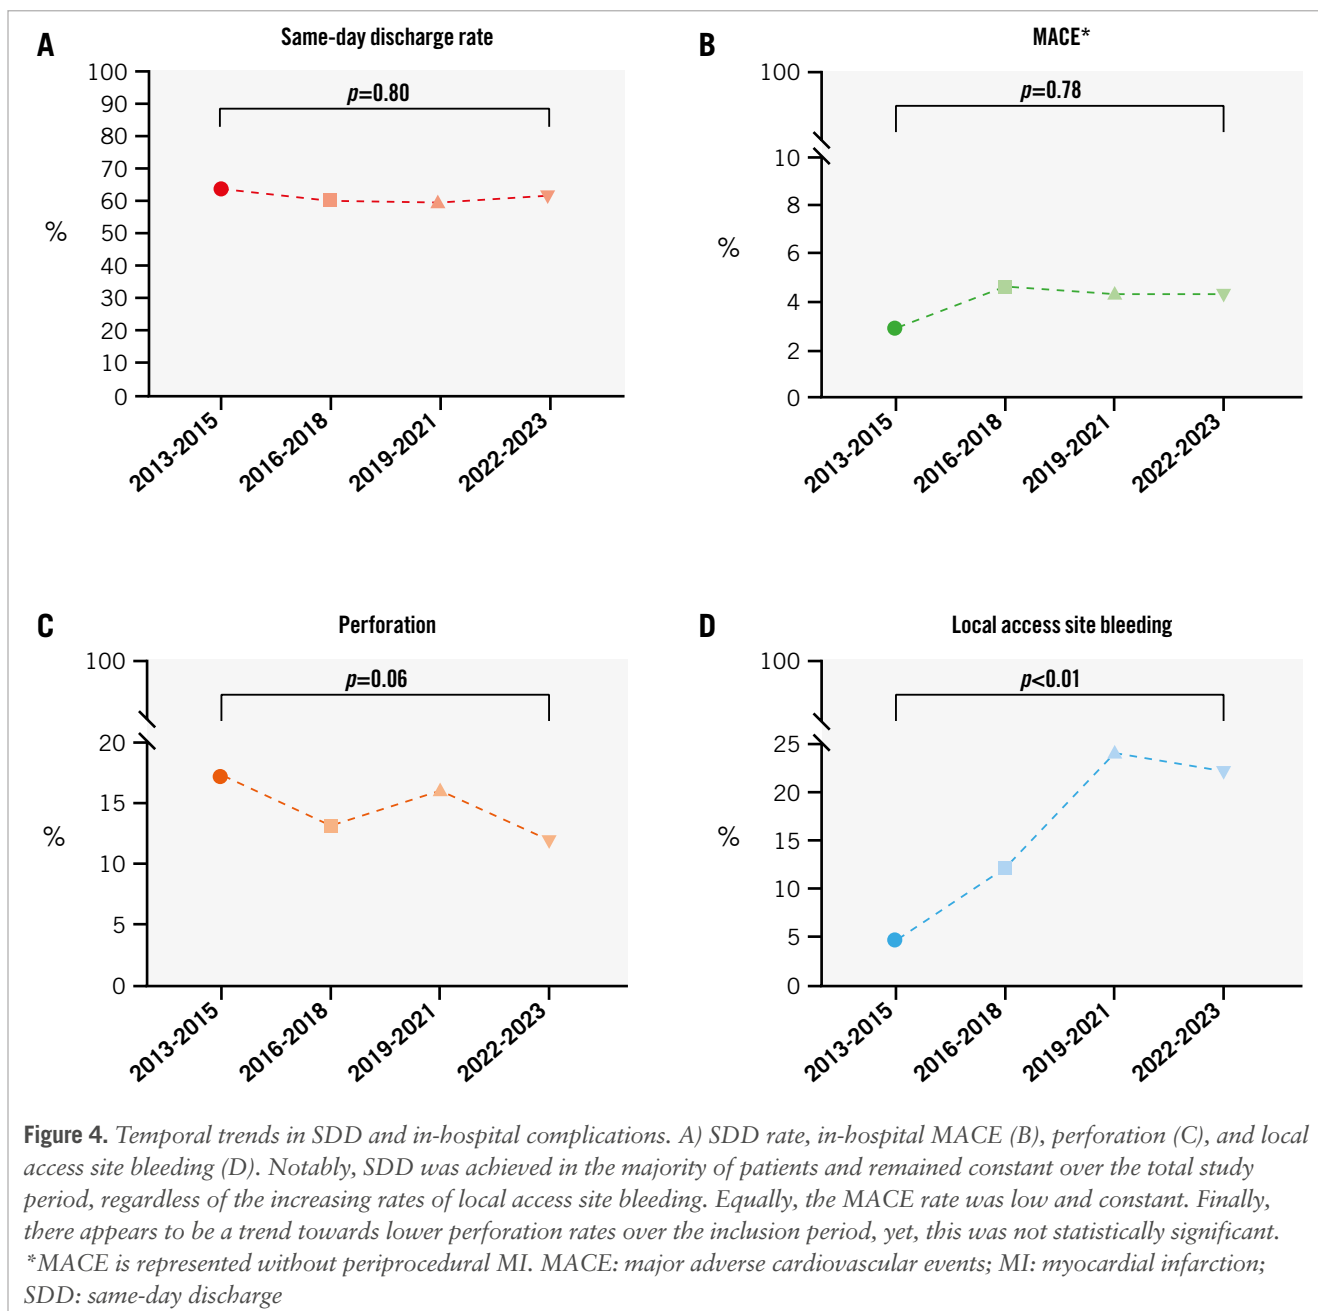 A
Same-day discharge rate
100
90
80
70
60
50
40
30
20
10
0
%
p=0.80
2013-2015
2016-2018
2019-2021
2022-2023
B
MACE*
100
10
8
6
4
2
0
%
p=0.78
2013-2015
2016-2018
2019-2021
2022-2023
C
Perforation
100
20
15
10
5
0
%
p=0.06
2013-2015
2016-2018
2019-2021
2022-2023
D
Local access site bleeding
100
25
20
15
10
5
0
%
p<0.01
2013-2015
2016-2018
2019-2021
2022-2023
Figure 4. Temporal trends in SDD and in-hospital complications. A) SDD rate, in-hospital MACE (B), perforation (C), and local
access site bleeding (D). Notably, SDD was achieved in the majority of patients and remained constant over the total study
period, regardless of the increasing rates of local access site bleeding. Equally, the MACE rate was low and constant. Finally,
there appears to be a trend towards lower perforation rates over the inclusion period, yet, this was not statistically significant.
*MACE is represented without periprocedural MI. MACE: major adverse cardiovascular events; MI: myocardial infarction;
SDD: same-day discharge